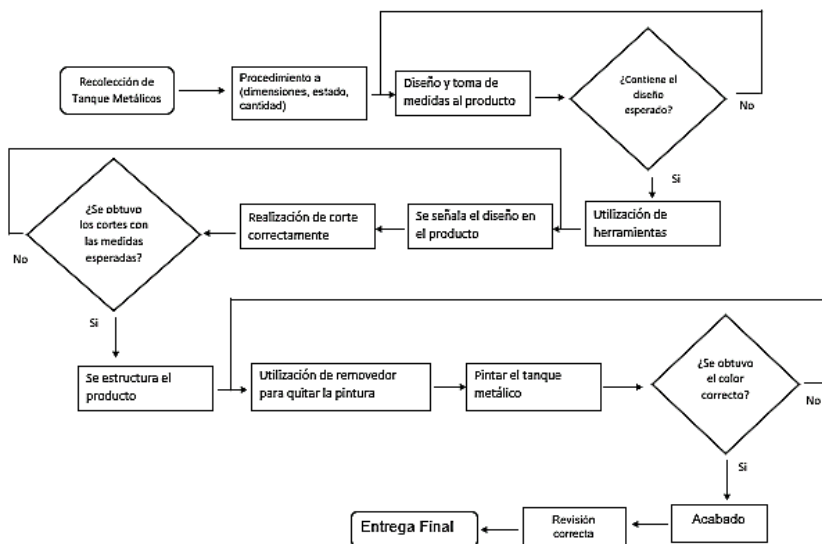 Recolección de
Tanque Metálicos
Procedimiento a
(dimensiones, estado,
cantidad)
Diseño y toma de
medidas al producto
¿Contiene el
diseño
esperado?
No
Si
Utilización de
herramientas
Se señala el diseño en
el producto
Realización de corte
correctamente
¿Se obtuvo
los cortes con
las medidas
esperadas?
No
Si
Se estructura el
producto
Utilización de removedor
para quitar la pintura
Pintar el tanque
metálico
¿Se obtuvo
el color
correcto?
No
Si
Acabado
Revisión
correcta
Entrega Final